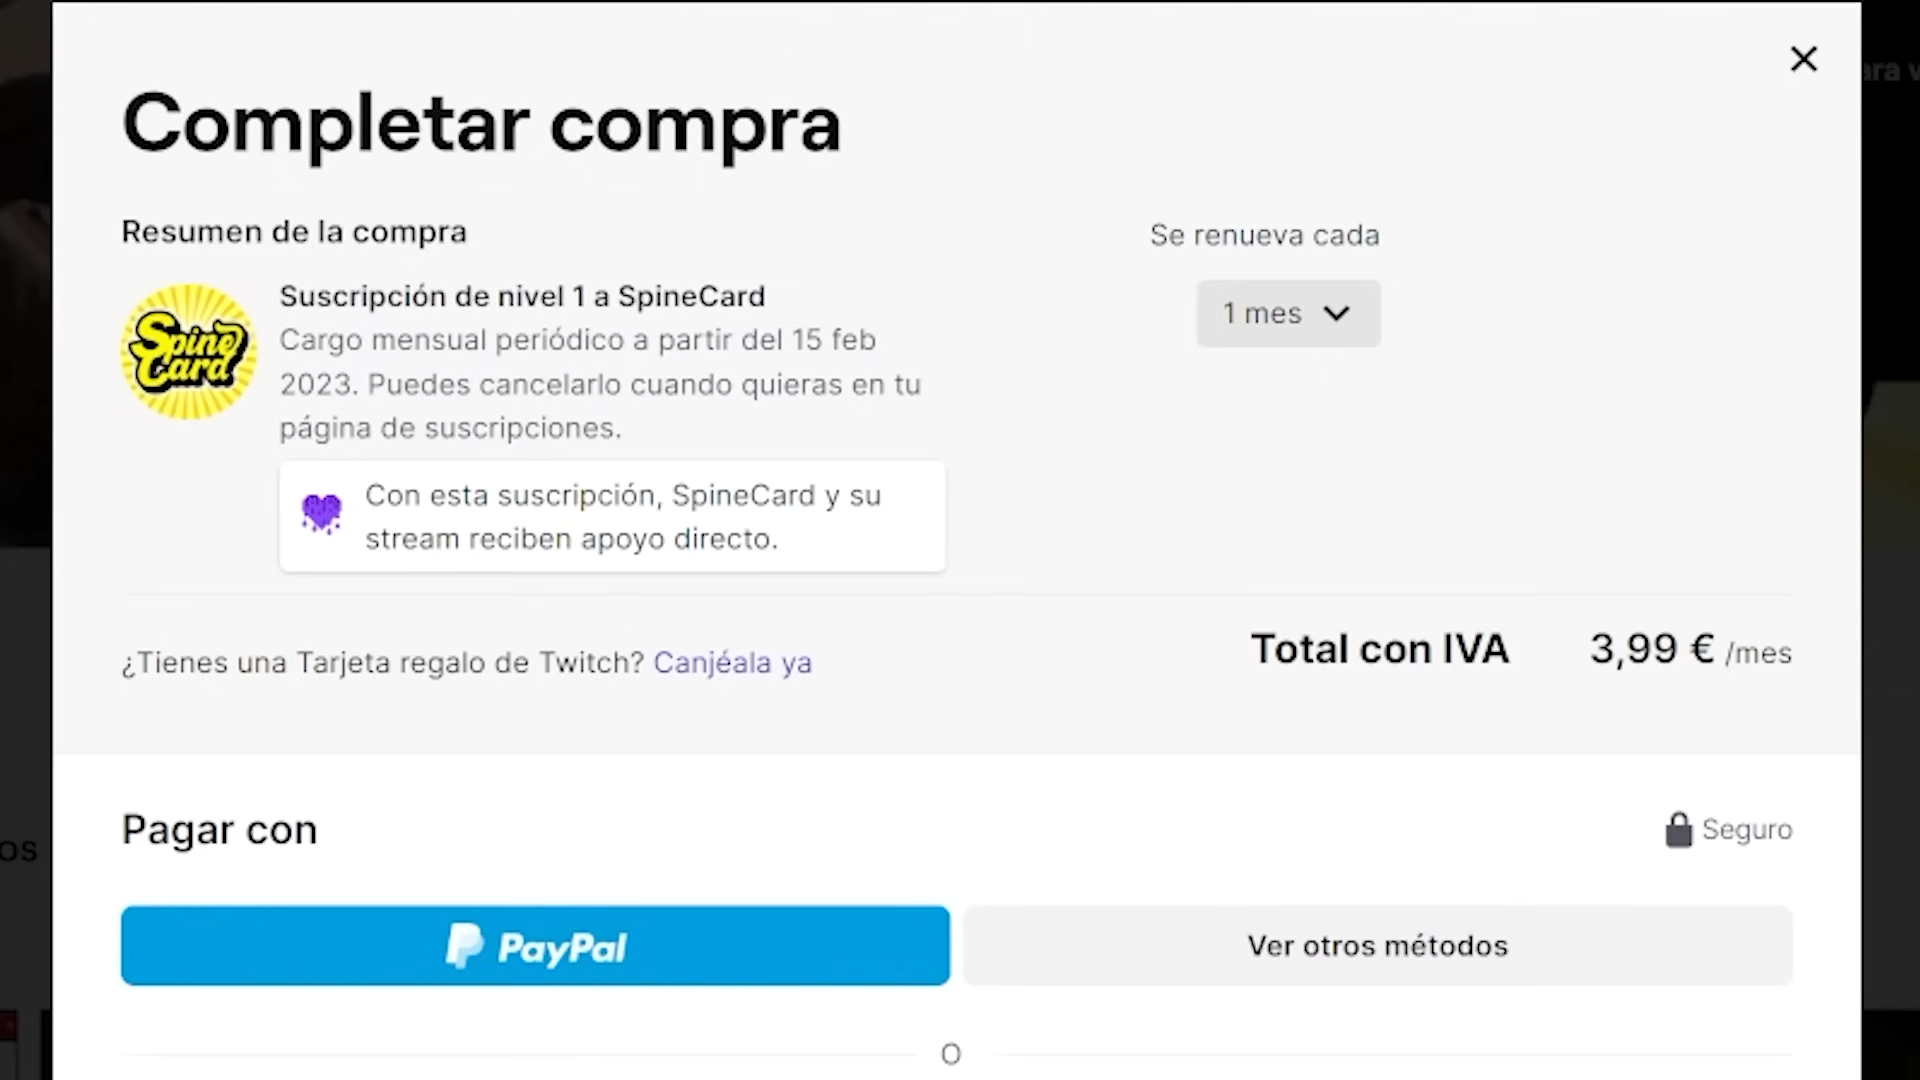 Completar compra
Resumen de la compra
Se renueva cada
Spine
Card
Suscripción de nivel 1 a SpineCard
Cargo mensual periódico a partir del 15 feb
2023. Puedes cancelarlo cuando quieras en tu
página de suscripciones.
1 mes
Con esta suscripción, SpineCard y su
stream reciben apoyo directo.
¿Tienes una Tarjeta regalo de Twitch? Canjéala ya
Total con IVA 3,99 € /mes
Pagar con
Seguro
PayPal
Ver otros métodos
O